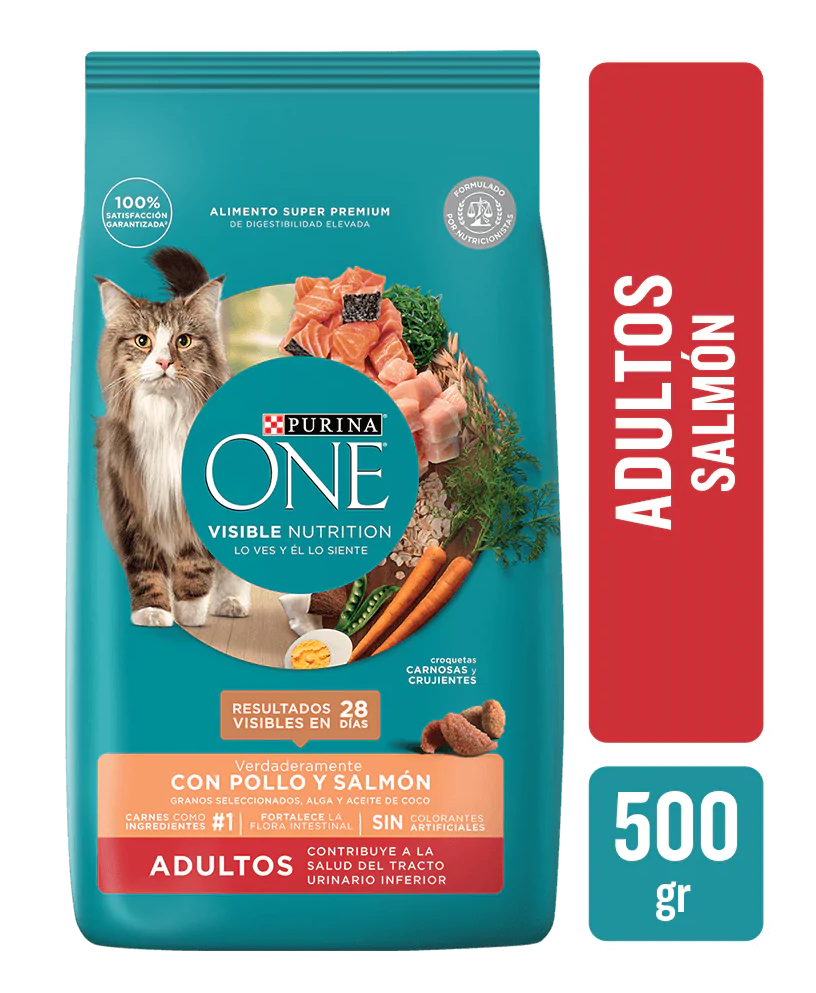 100%
SATISFACCIÓN
GARANTIZADA²
ALIMENTO SUPER PREMIUM
DE DIGESTIBILIDAD ELEVADA
FORMULADO
POR NUTRICIONISTAS
PURINA
ONE®
VISIBLE NUTRITION
LO VES Y ÉL LO SIENTE
croquetas
CARNOSAS y
CRUJIENTES
RESULTADOS
VISIBLES EN 28 DÍAS
Verdaderamente
CON POLLO Y SALMÓN
GRANOS SELECCIONADOS, ALGA Y ACEITE DE COCO
CARNES COMO
INGREDIENTES #1
FORTALECE LA
FLORA INTESTINAL
SIN COLORANTES
ARTIFICIALES
ADULTOS
CONTRIBUYE A LA
SALUD DEL TRACTO
URINARIO INFERIOR
ADULTOS
SALMÓN
500
gr